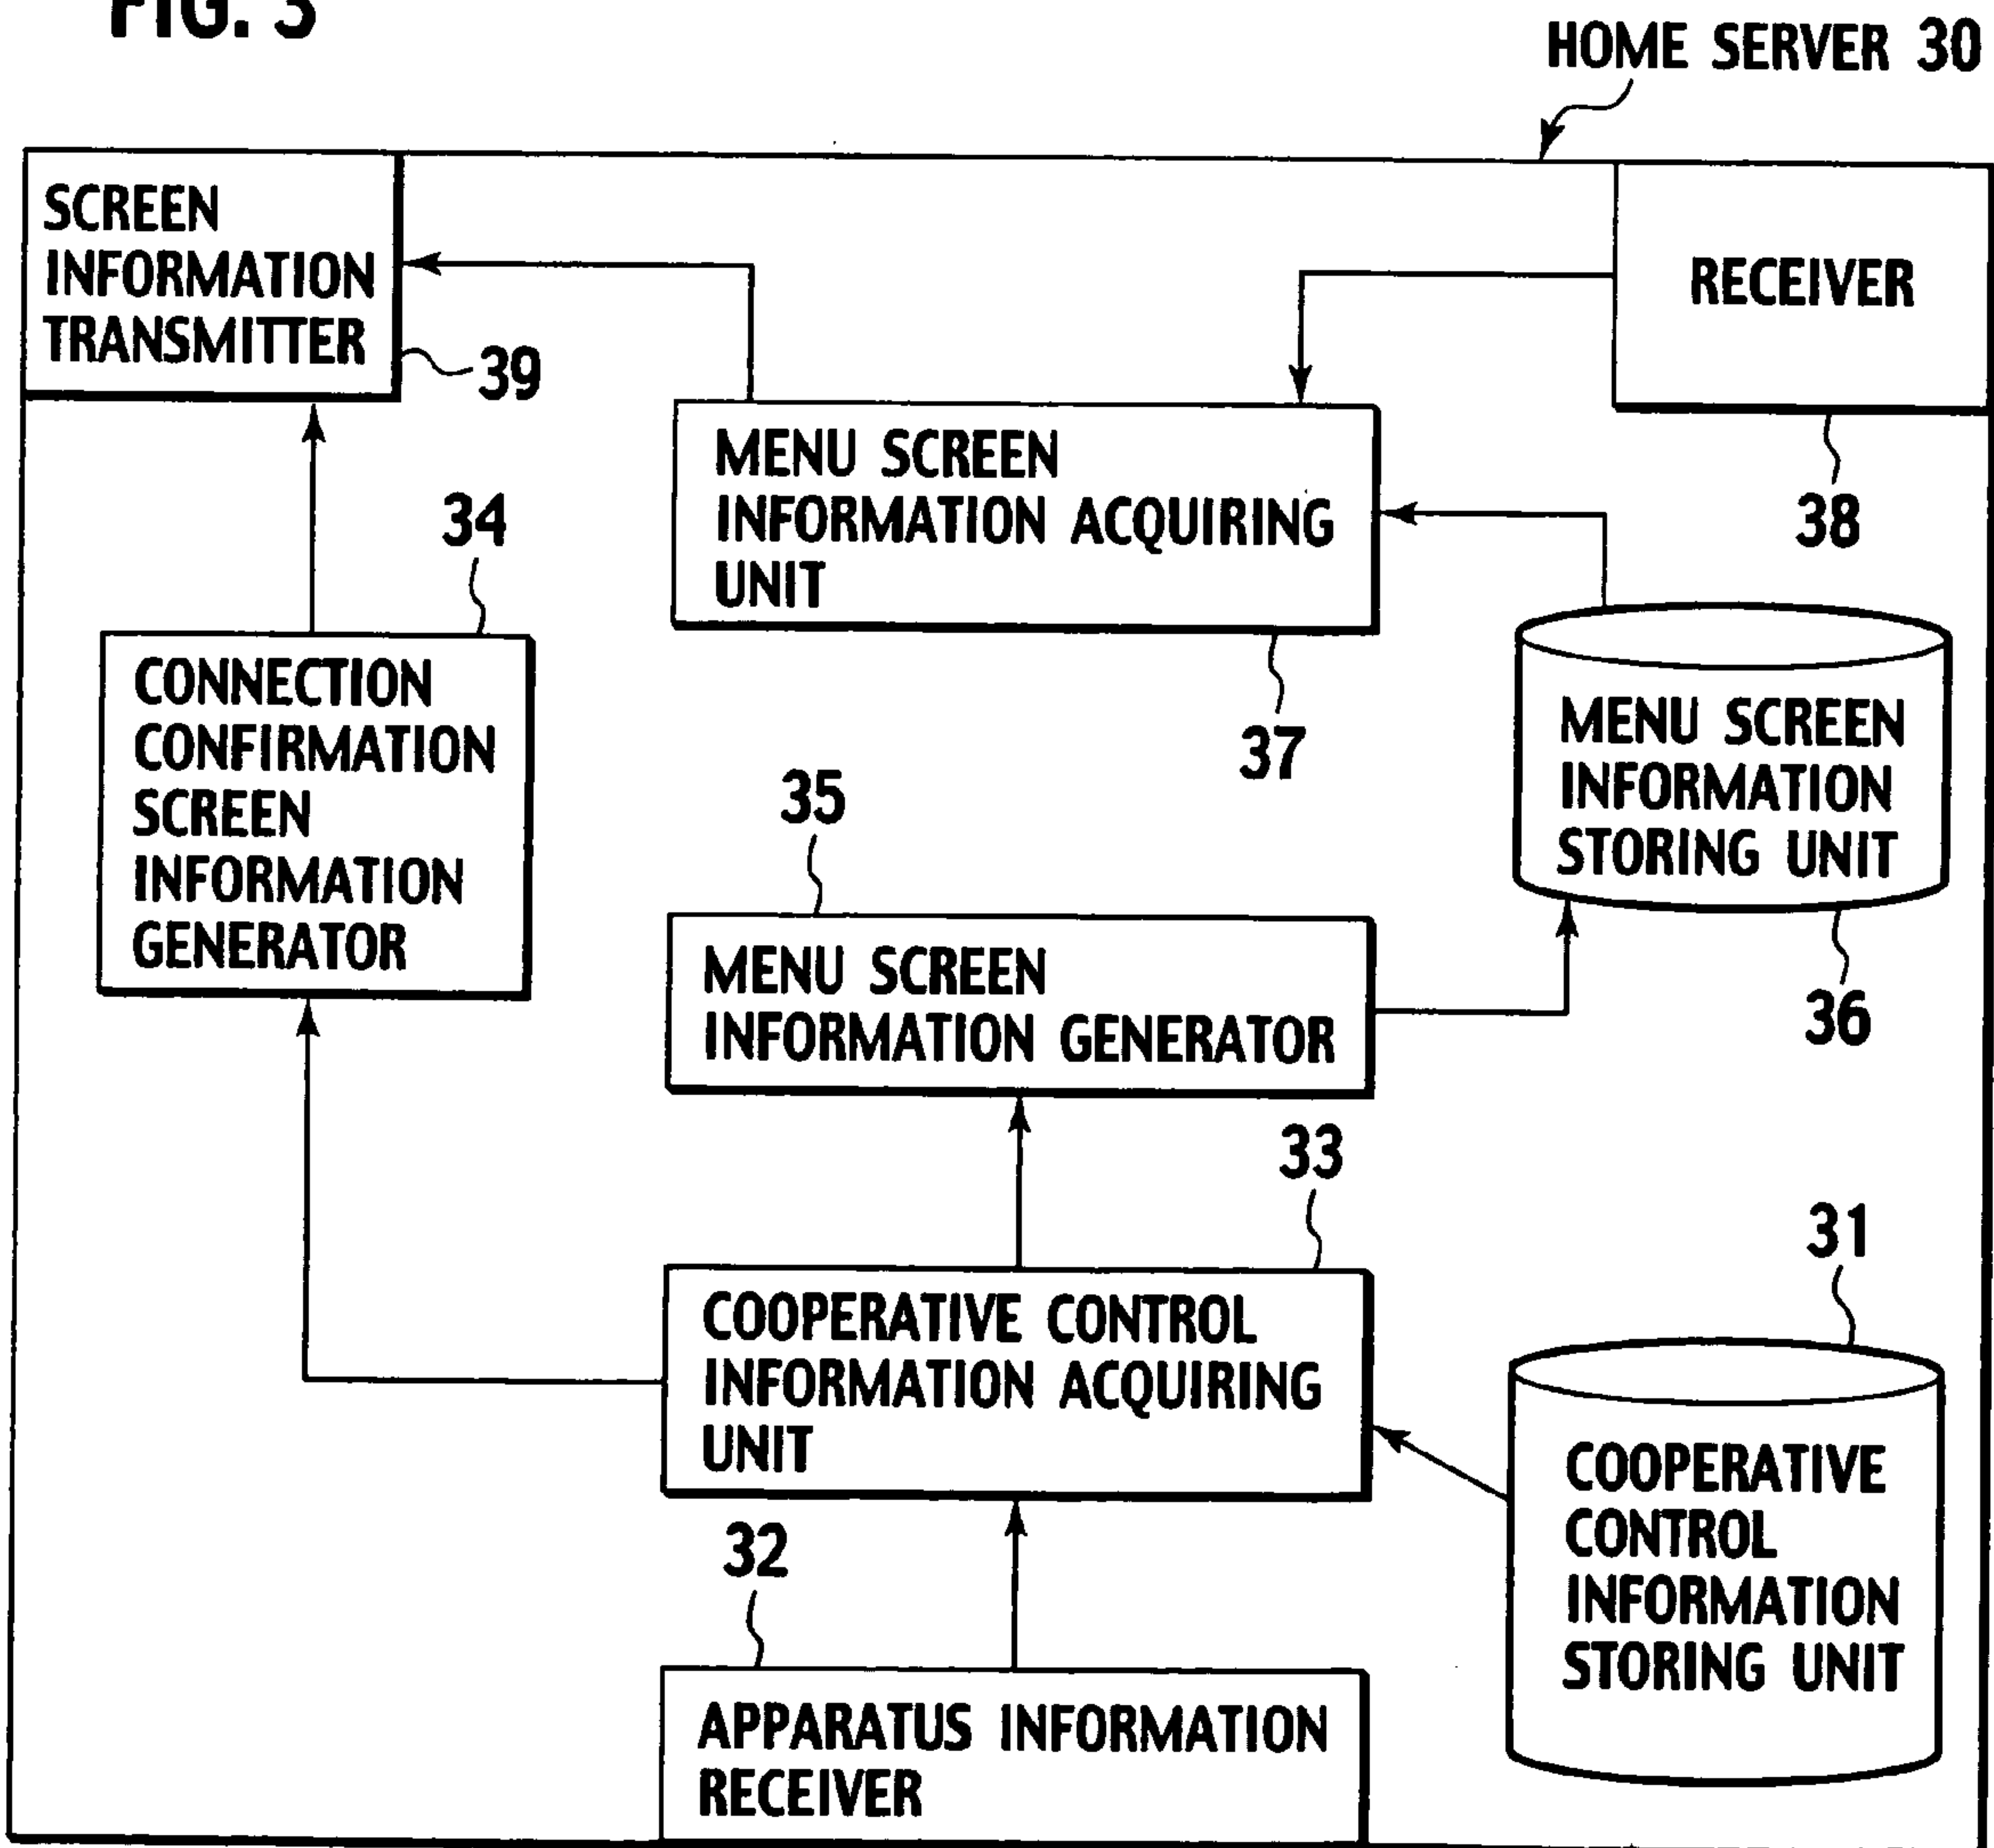 FIG. 3
HOME SERVER 30
SCREEN
INFORMATION
TRANSMITTER
39
RECEIVER
38
MENU SCREEN
INFORMATION ACQUIRING
UNIT
37
34
CONNECTION
CONFIRMATION
SCREEN
INFORMATION
GENERATOR
MENU SCREEN
INFORMATION
STORING UNIT
36
35
MENU SCREEN
INFORMATION GENERATOR
33
COOPERATIVE CONTROL
INFORMATION ACQUIRING
UNIT
31
COOPERATIVE
CONTROL
INFORMATION
STORING UNIT
32
APPARATUS INFORMATION
RECEIVER